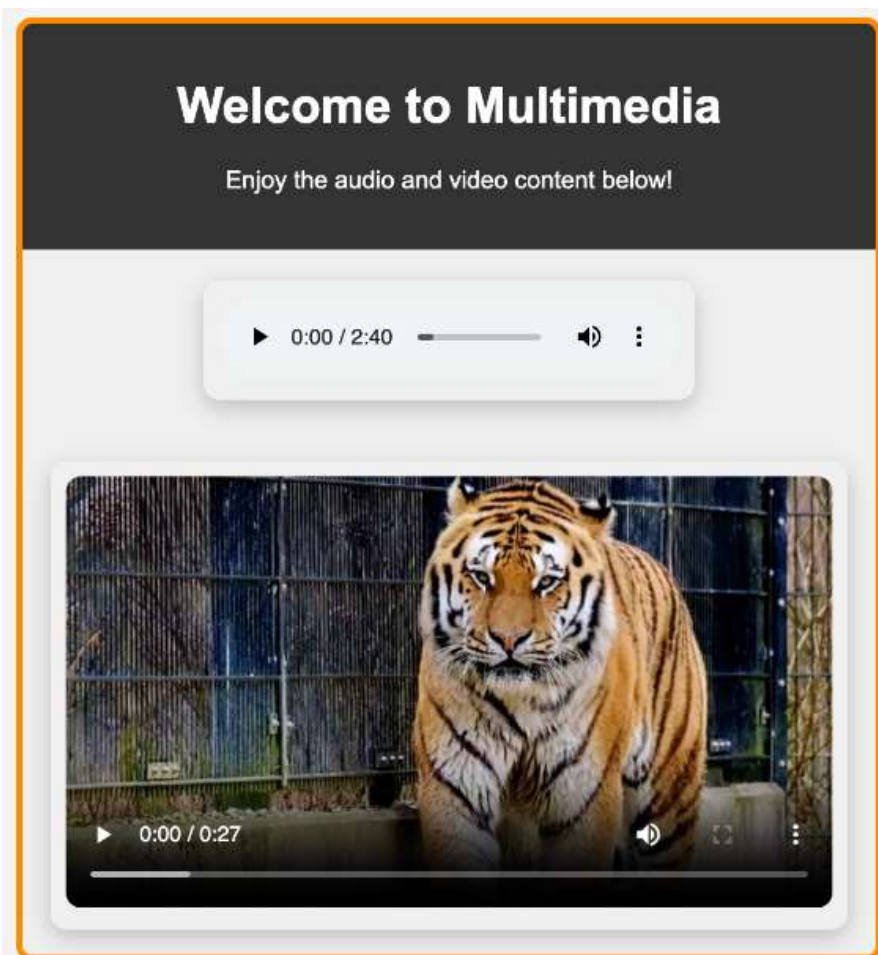 Welcome to Multimedia
Enjoy the audio and video content below!
0:00 / 2:40
0:00 / 0:27